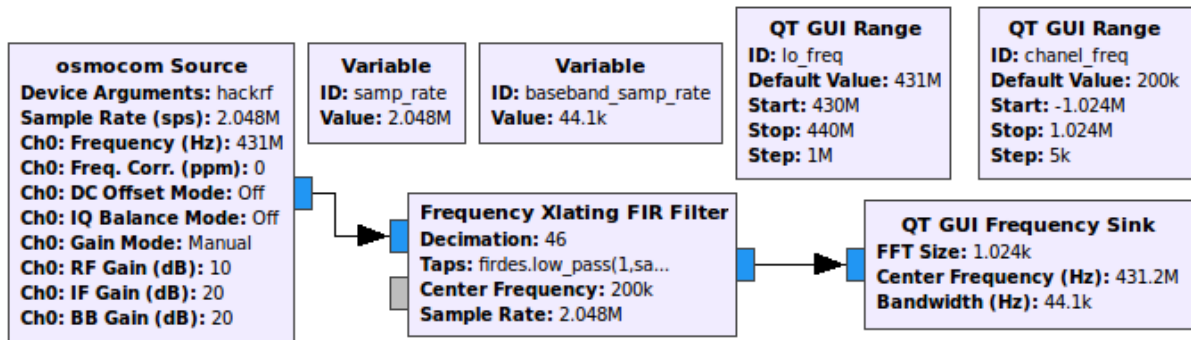 osmocom Source
Device Arguments: hackrf
Sample Rate (sps): 2.048M
Ch0: Frequency (Hz): 431M
Ch0: Freq. Corr. (ppm): 0
Ch0: DC Offset Mode: Off
Ch0: IQ Balance Mode: Off
Ch0: Gain Mode: Manual
Ch0: RF Gain (dB): 10
Ch0: IF Gain (dB): 20
Ch0: BB Gain (dB): 20
Variable
ID: samp_rate
Value: 2.048M
Variable
ID: baseband_samp_rate
Value: 44.1k
QT GUI Range
ID: lo_freq
Default Value: 431M
Start: 430M
Stop: 440M
Step: 1M
QT GUI Range
ID: chanel_freq
Default Value: 200k
Start: -1.024M
Stop: 1.024M
Step: 5k
Frequency Xlating FIR Filter
Decimation: 46
Taps: firdes.low_pass(1,sa...
Center Frequency: 200k
Sample Rate: 2.048M
QT GUI Frequency Sink
FFT Size: 1.024k
Center Frequency (Hz): 431.2M
Bandwidth (Hz): 44.1k